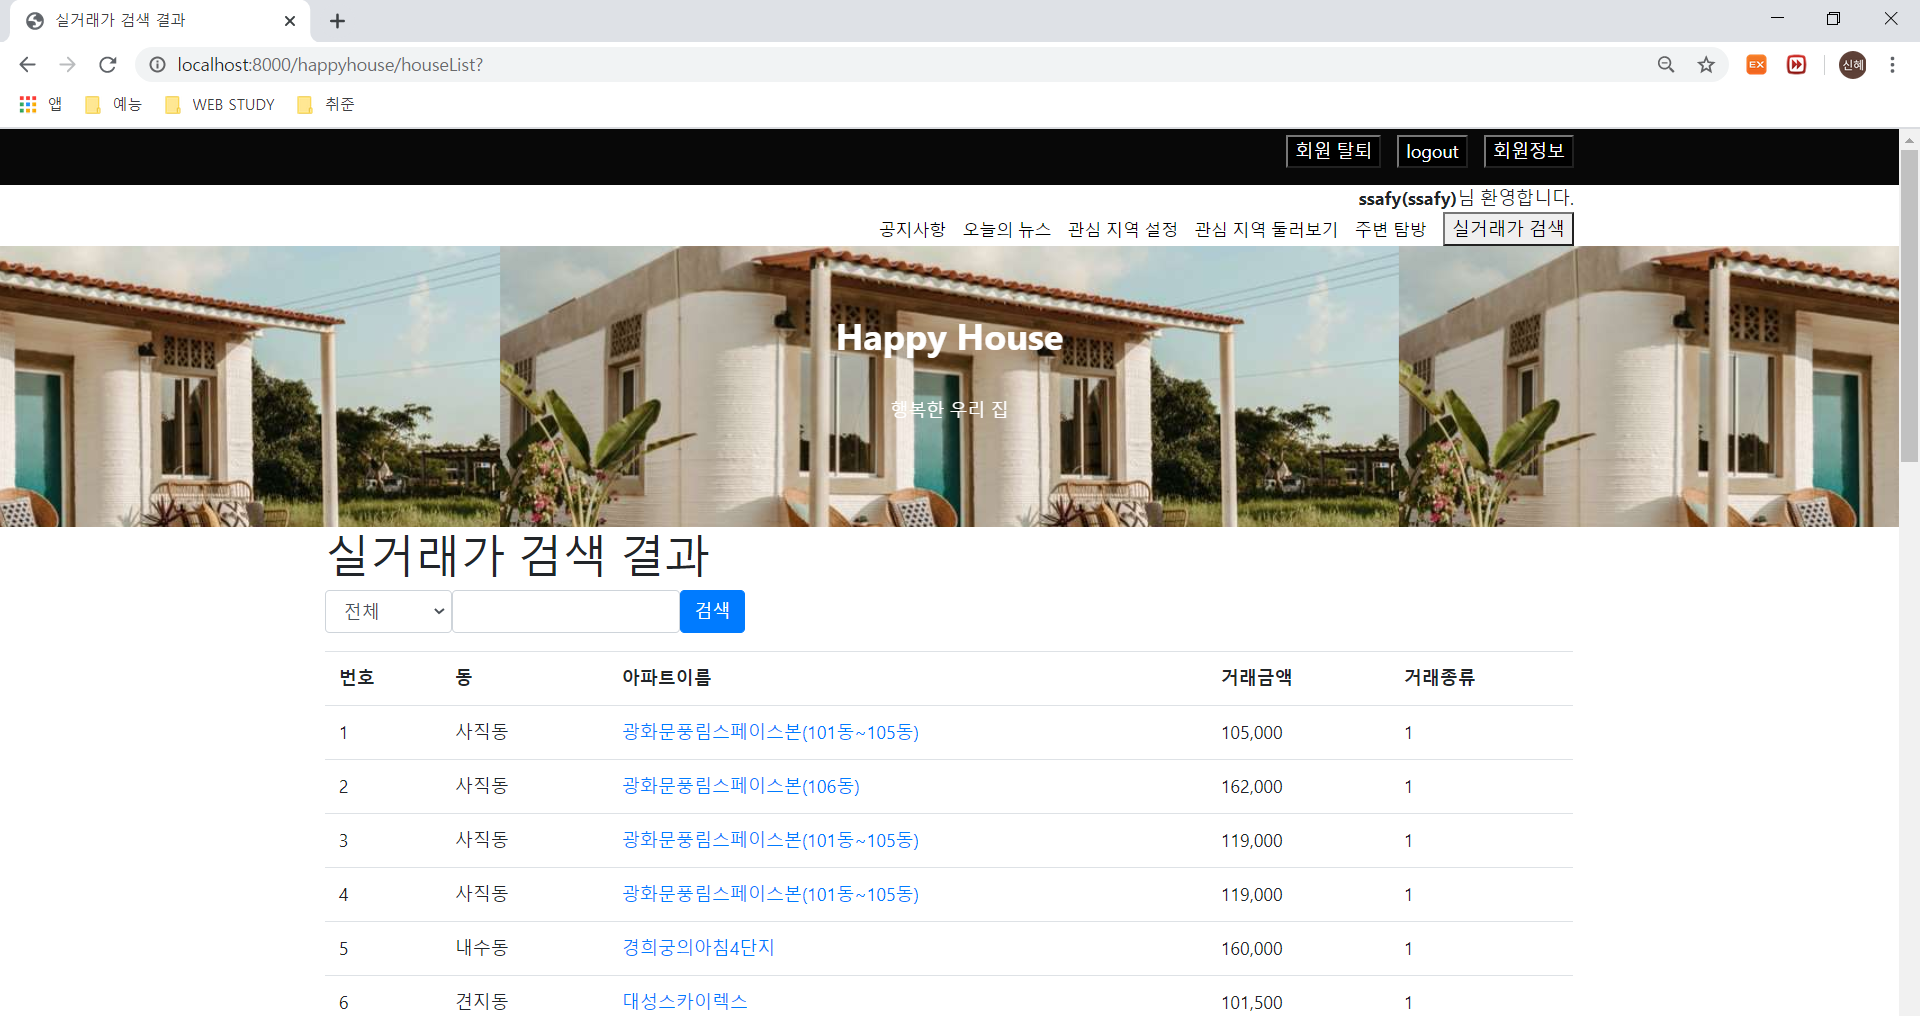 실거래가 검색 결과
localhost:8000/happyhouse/houseList?
EX
신혜
앱 예능 WEB STUDY 취준
회원 탈퇴 logout 회원정보
ssafy(ssafy)님 환영합니다.
공지사항 오늘의 뉴스 관심 지역 설정 관심 지역 둘러보기 주변 탐방 실거래가 검색
Happy House
행복한 우리 집
실거래가 검색 결과
전체 검색
번호 동 아파트이름 거래금액 거래종류
1 사직동 광화문풍림스페이스본(101동~105동) 105,000 1
2 사직동 광화문풍림스페이스본(106동) 162,000 1
3 사직동 광화문풍림스페이스본(101동~105동) 119,000 1
4 사직동 광화문풍림스페이스본(101동~105동) 119,000 1
5 내수동 경희궁의아침4단지 160,000 1
6 견지동 대성스카이렉스 101,500 1